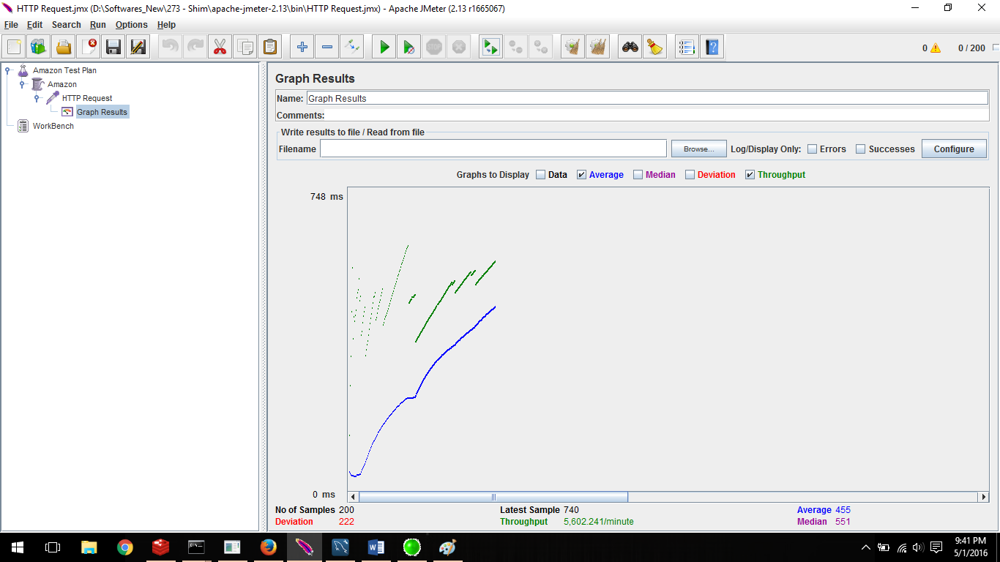 HTTP Request.jmx (D:\Softwares_New\273 - Shim\apache-jmeter-2.13\bin\HTTP Request.jmx) - Apache JMeter (2.13 r1665067)
File Edit Search Run Options Help
0 0 / 200
Amazon Test Plan
Amazon
HTTP Request
Graph Results
WorkBench
Graph Results
Name: Graph Results
Comments:
Write results to file / Read from file
Filename Browse... Log/Display Only: Errors Successes Configure
Graphs to Display Data Average Median Deviation Throughput
748 ms
0 ms
No of Samples 200 Latest Sample 740 Average 455
Deviation 222 Throughput 5,602.241/minute Median 551
9:41 PM
5/1/2016